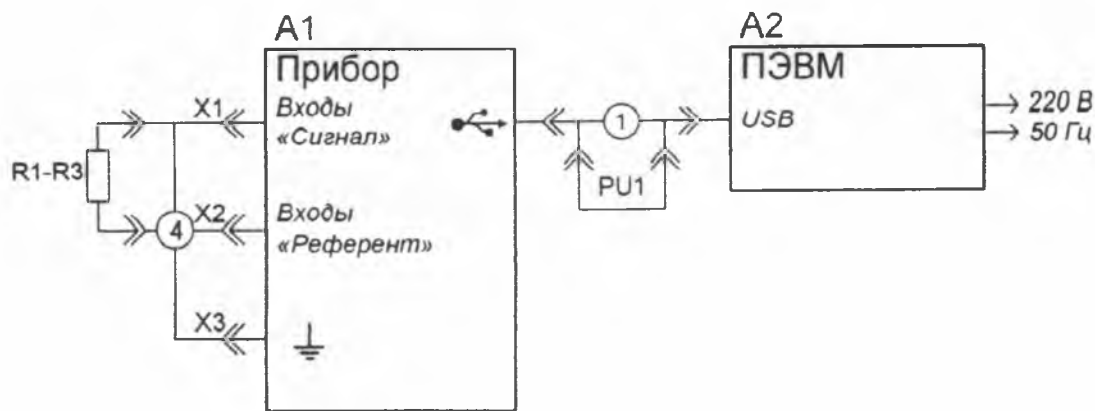 A1
Прибор
X1
Входы
«Сигнал»
R1-R3
4
X2
Входы
«Референт»
X3
1
PU1
A2
ПЭВМ
USB
220 В
50 Гц